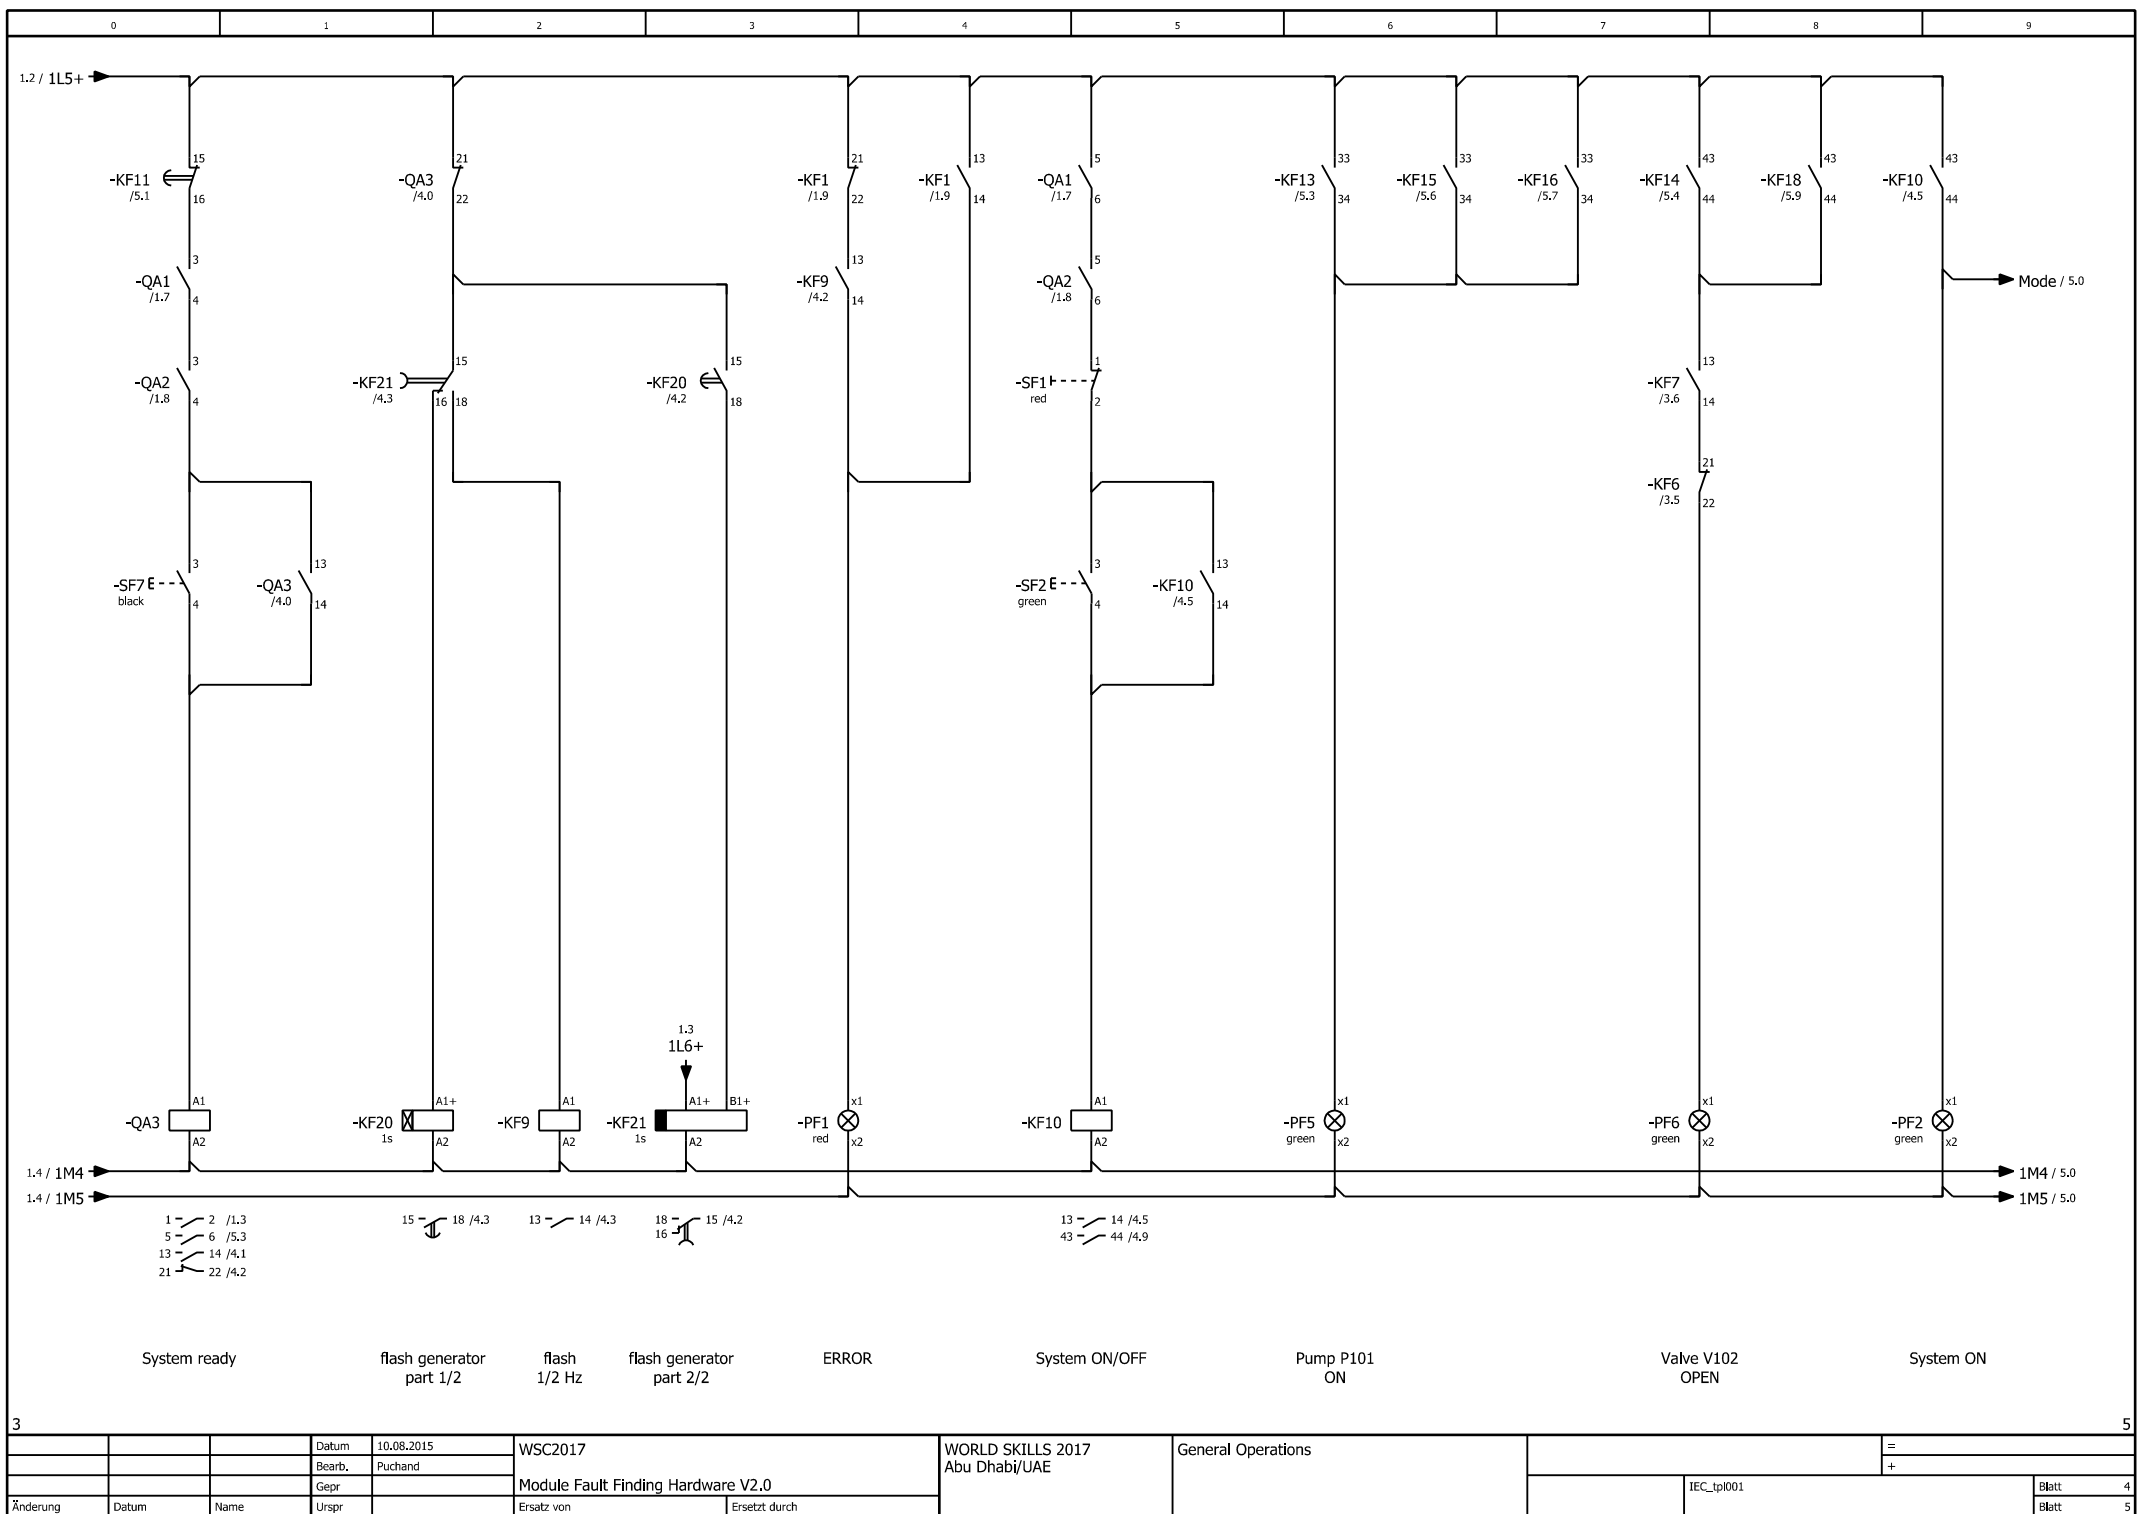 0 1 2 3 4 5 6 7 8 9
1.2 / 1L5+
15 21 21 13 5 33 33 33 43 43 43
-KF11 -QA3 -KF1 -KF1 -QA1 -KF13 -KF15 -KF16 -KF14 -KF18 -KF10
/5.1 /4.0 /1.9 /1.9 /1.7 /5.3 /5.6 /5.7 /5.4 /5.9 /4.5
16 22 22 14 6 34 34 34 44 44 44
3 13 5
-QA1 -KF9 -QA2 Mode / 5.0
/1.7 /4.2 /1.8
4 14 6
3 15 15 1 13
-QA2 -KF21 -KF20 -SF1 -KF7
/1.8 /4.3 /4.2 red /3.6
4 16 18 18 2 14
21
-KF6
/3.5
22
3 13 3 13
-SF7 -QA3 -SF2 -KF10
black /4.0 green /4.5
4 14 4 14
1.3
1L6+
A1 A1+ A1 A1+ B1+ x1 A1 x1 x1 x1
-QA3 -KF20 -KF9 -KF21 -PF1 -KF10 -PF5 -PF6 -PF2
1s 1s red green green green
A2 A2 A2 A2 x2 A2 x2 x2 x2
1.4 / 1M4 1M4 / 5.0
1.4 / 1M5 1M5 / 5.0
1 2 /1.3 15 18 /4.3 13 14 /4.3 18 15 /4.2 13 14 /4.5
5 6 /5.3 16 43 44 /4.9
13 14 /4.1
21 22 /4.2
System ready flash generator flash flash generator ERROR System ON/OFF Pump P101 Valve V102 System ON
part 1/2 1/2 Hz part 2/2 ON OPEN
3 5
Datum 10.08.2015 WSC2017 WORLD SKILLS 2017 General Operations =
Bearb. Puchand Abu Dhabi/UAE +
Gepr Module Fault Finding Hardware V2.0 IEC_tpl001 Blatt 4
Änderung Datum Name Urspr Ersatz von Ersetzt durch Blatt 5